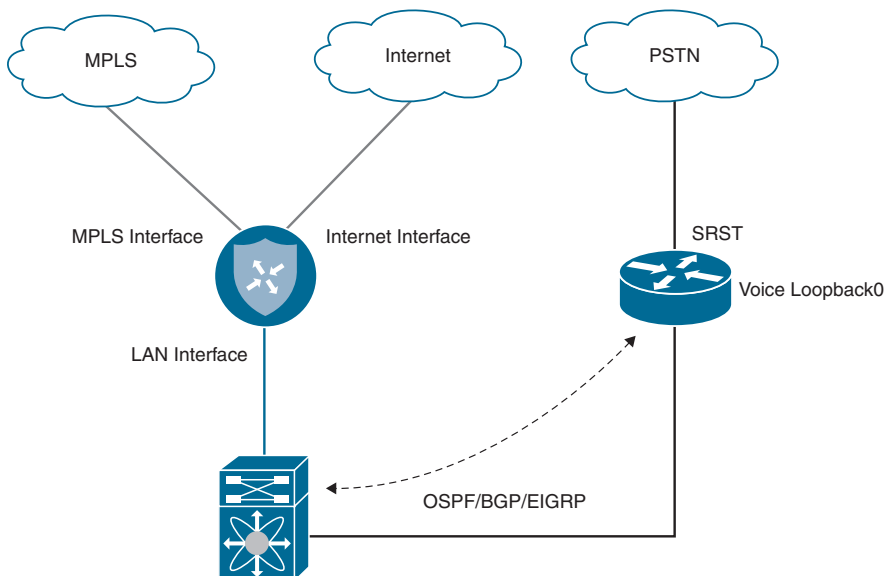 MPLS
Internet
PSTN
MPLS Interface
Internet Interface
SRST
Voice Loopback0
LAN Interface
OSPF/BGP/EIGRP